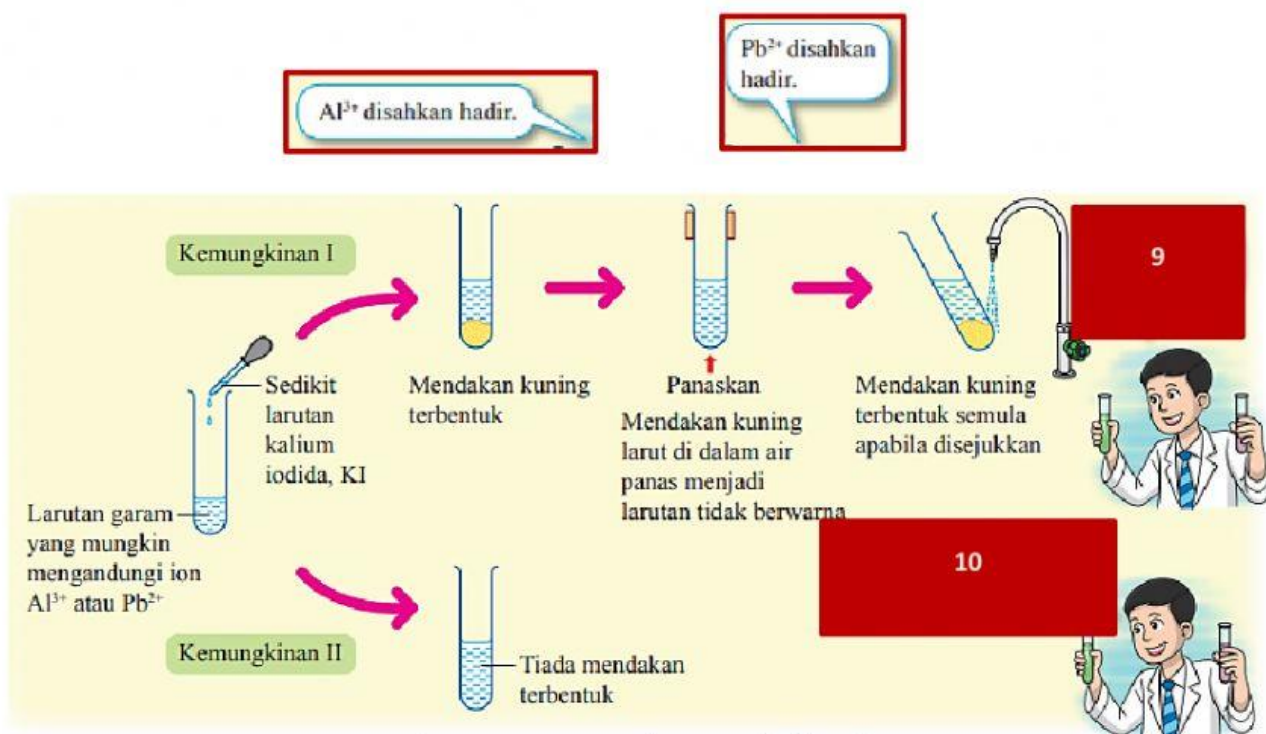 Pb²⁺ disahkan
hadir.
Al³⁺ disahkan hadir.
Kemungkinan I
9
Sedikit
larutan
kalium
iodida, KI
Mendakan kuning
terbentuk
Panaskan
Mendakan kuning
larut di dalam air
panas menjadi
larutan tidak berwarna
Mendakan kuning
terbentuk semula
apabila disejukkan
Larutan garam
yang mungkin
mengandungi ion
Al³⁺ atau Pb²⁺
10
Kemungkinan II
Tiada mendakan
terbentuk